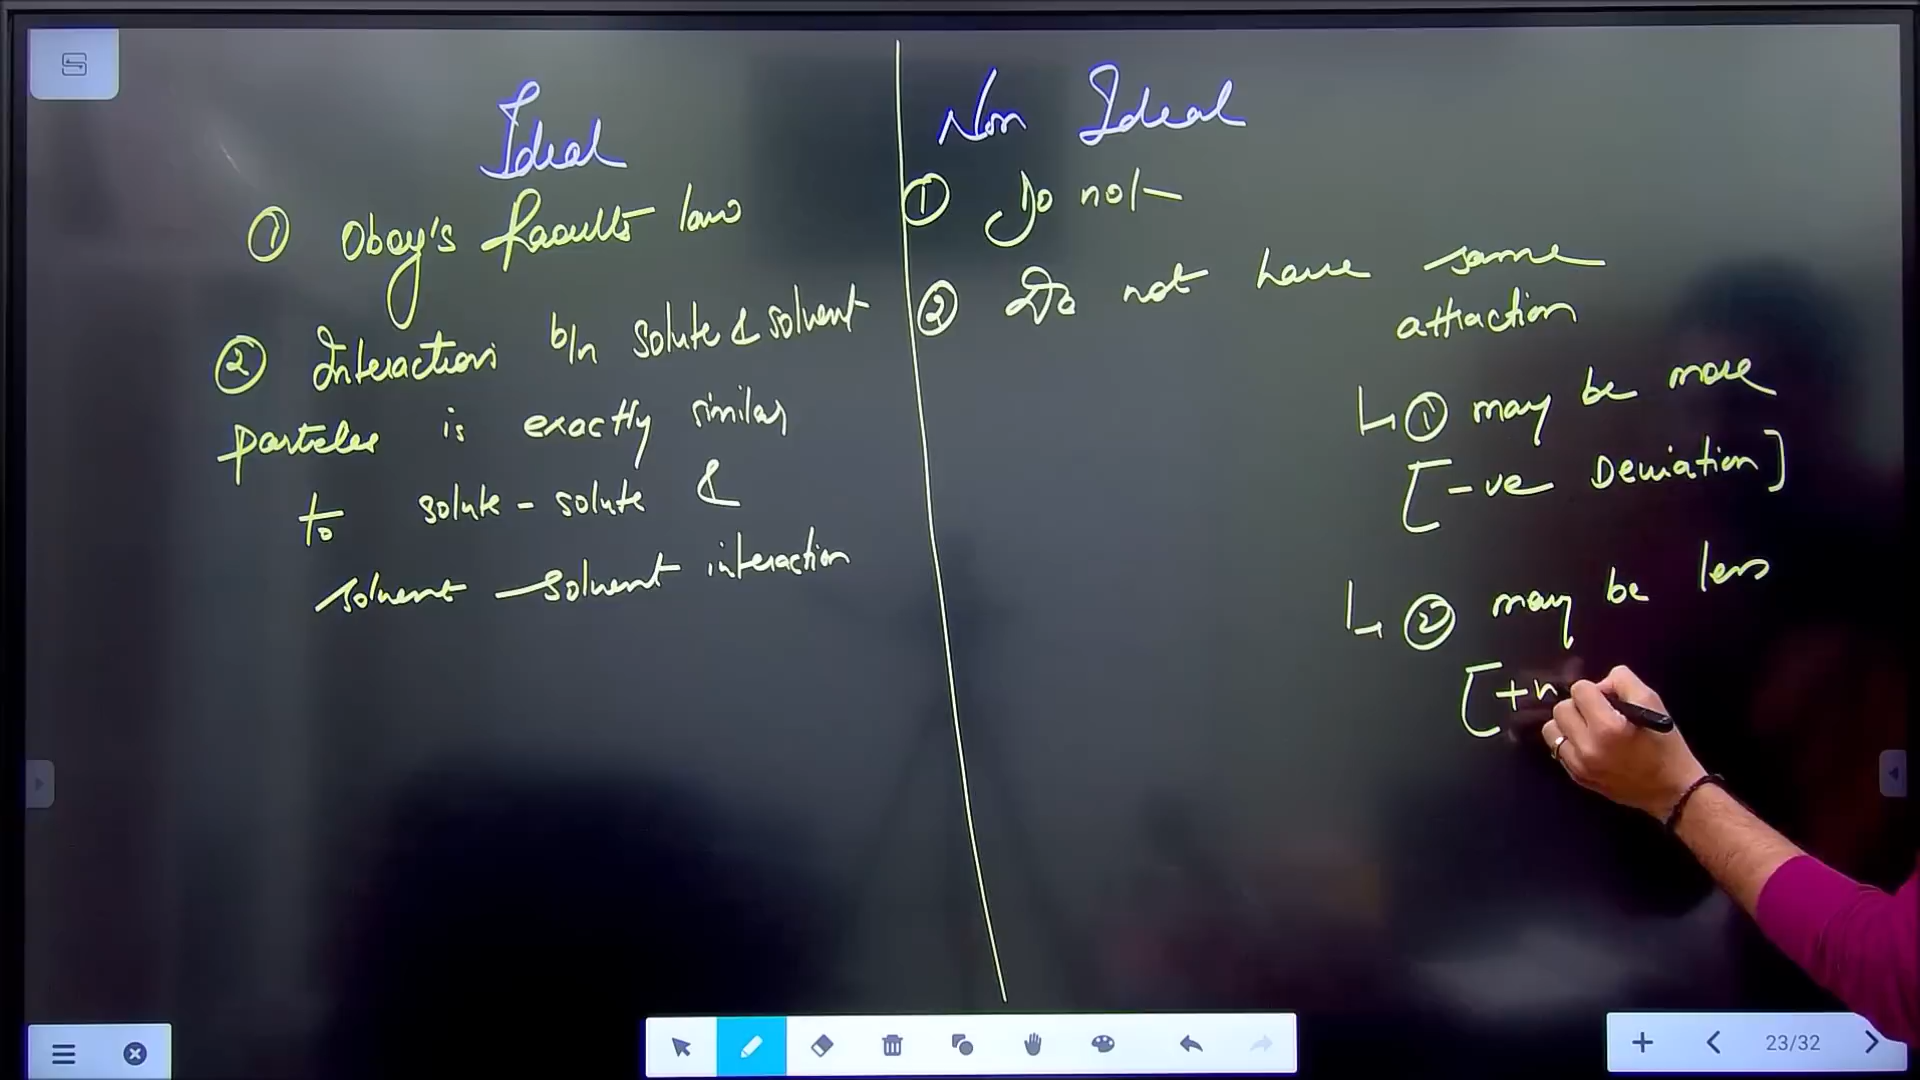 Ideal
① Obey's Raoults law
② Interactions b/n solute & solvent
particles is exactly similar
to solute - solute &
solvent - solvent interaction
Non Ideal
① Do not
② Do not have same
attraction
↳ ① may be more
[-ve Deviation]
↳ ② may be less
[+v
23/32